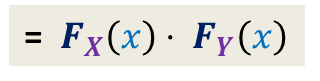 = F_X(x) · F_Y(x)